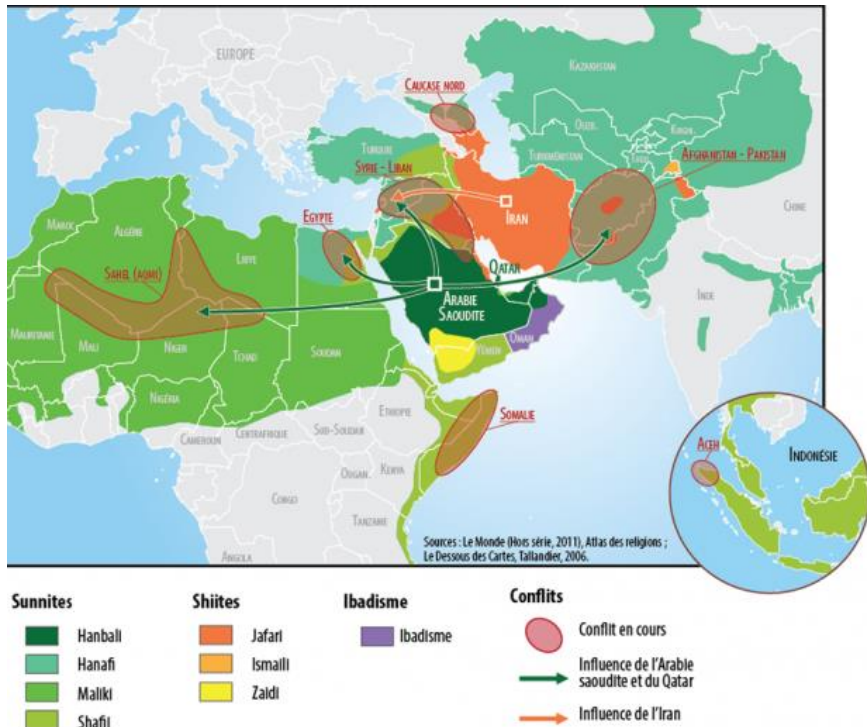 EUROPE
CAUCASE NORD
KAZAKHSTAN
TURQUIE
OUZB.
KIRGH.
TURKMÉNISTAN
TADJ.
AFGHANISTAN - PAKISTAN
SYRIE - LIBAN
IRAN
CHINE
MAROC
ALGÉRIE
LIBYE
EGYPTE
QATAR
SAHEL (AQMI)
ARABIE
SAOUDITE
INDE
MAURITANIE
MALI
NIGER
TCHAD
SOUDAN
YÉMEN
OMAN
NIGÉRIA
ETHIOPIE
SOMALIE
CAMEROUN
CENTRAFRIQUE
SUD-SOUDAN
OUGAN.
KENYA
CONGO
TANZANIE
ANGOLA
ACEH
INDONÉSIE
Sources : Le Monde (Hors série, 2011), Atlas des religions ;
Le Dessous des Cartes, Tallandier, 2006.
Sunnites
Hanbali
Hanafi
Maliki
Shafii
Shiites
Jafari
Ismaili
Zaidi
Ibadisme
Ibadisme
Conflits
Conflit en cours
Influence de l'Arabie
saoudite et du Qatar
Influence de l'Iran